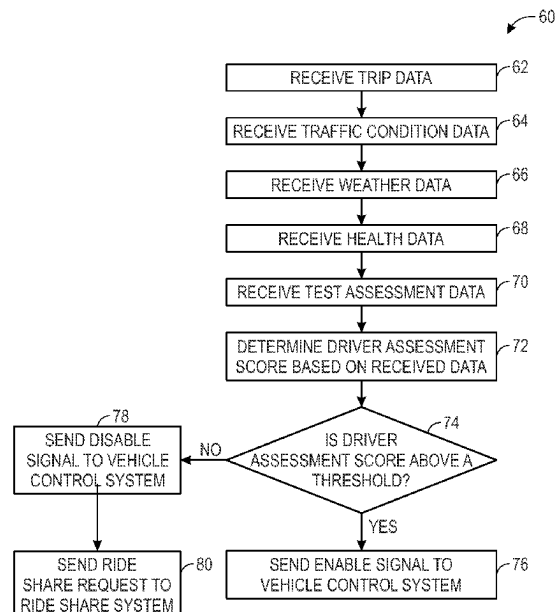 60
RECEIVE TRIP DATA
62
RECEIVE TRAFFIC CONDITION DATA
64
RECEIVE WEATHER DATA
66
RECEIVE HEALTH DATA
68
RECEIVE TEST ASSESSMENT DATA
70
DETERMINE DRIVER ASSESSMENT
SCORE BASED ON RECEIVED DATA
72
74
IS DRIVER
ASSESSMENT SCORE ABOVE A
THRESHOLD?
NO
78
SEND DISABLE
SIGNAL TO VEHICLE
CONTROL SYSTEM
YES
SEND RIDE
SHARE REQUEST TO
RIDE SHARE SYSTEM
80
SEND ENABLE SIGNAL TO
VEHICLE CONTROL SYSTEM
76